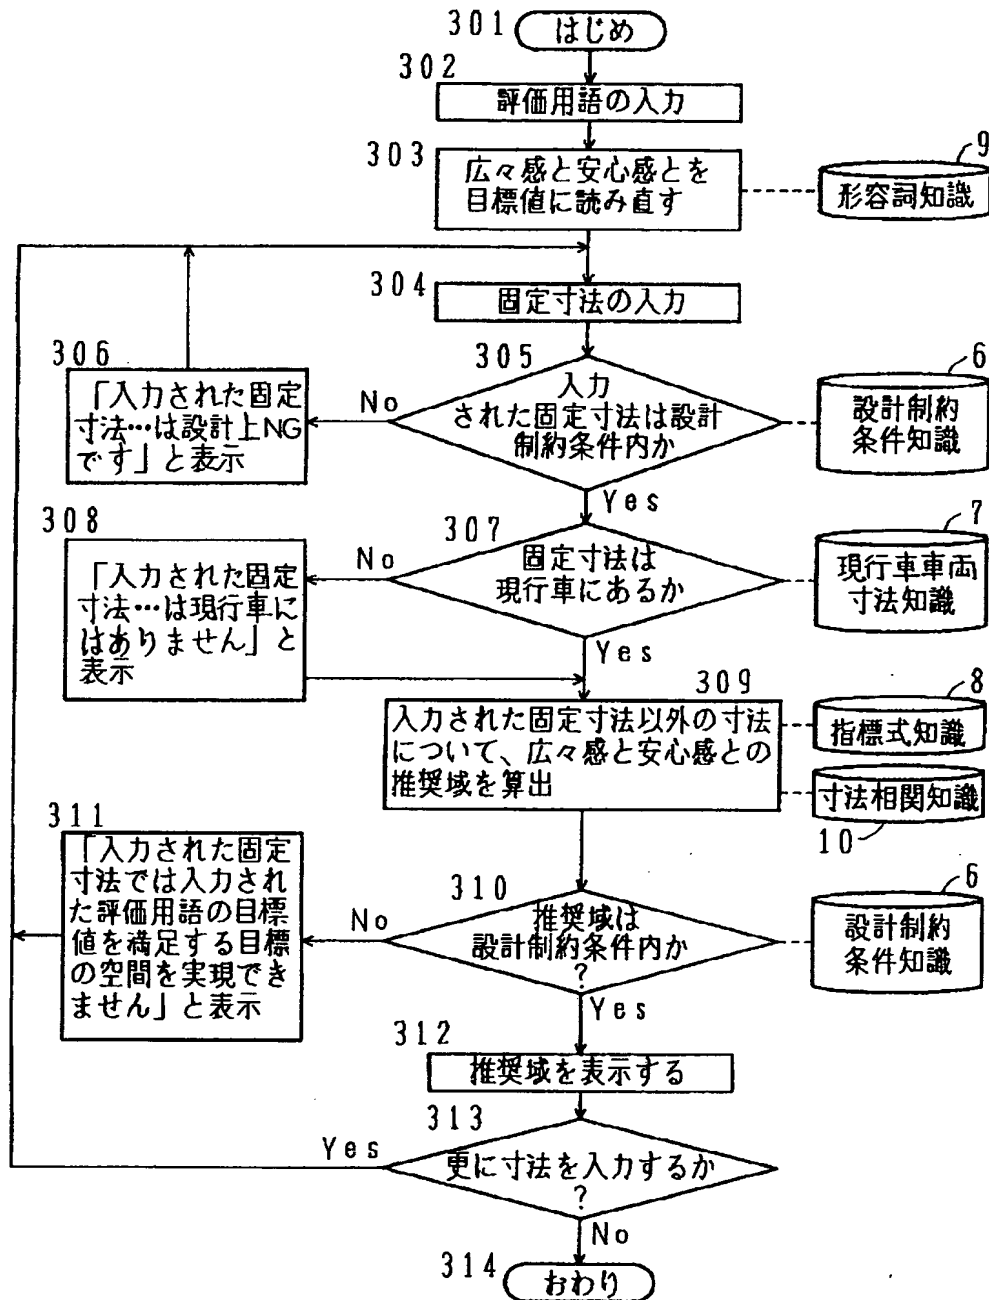 301
はじめ
302
評価用語の入力
303
広々感と安心感とを
目標値に読み直す
9
形容詞知識
304
固定寸法の入力
305
入力
された固定寸法は設計
制約条件内か
6
設計制約
条件知識
No
306
「入力された固定
寸法…は設計上NG
です」と表示
Yes
307
固定寸法は
現行車にあるか
7
現行車車両
寸法知識
No
308
「入力された固定
寸法…は現行車に
はありません」と
表示
Yes
309
入力された固定寸法以外の寸法
について、広々感と安心感との
推奨域を算出
8
指標式知識
寸法相関知識
10
310
推奨域は
設計制約条件内か
?
6
設計制約
条件知識
No
311
「入力された固定
寸法では入力され
た評価用語の目標
値を満足する目標
の空間を実現でき
ません」と表示
Yes
312
推奨域を表示する
313
更に寸法を入力するか
?
Yes
No
314
おわり